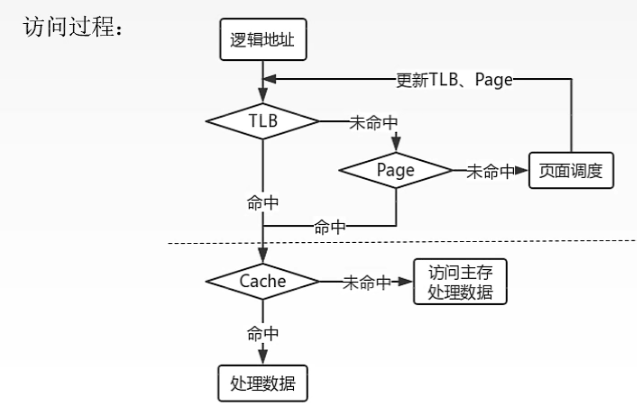 访问过程：
逻辑地址
更新TLB、Page
TLB
未命中
Page
未命中
页面调度
命中
命中
Cache
未命中
访问主存
处理数据
命中
处理数据